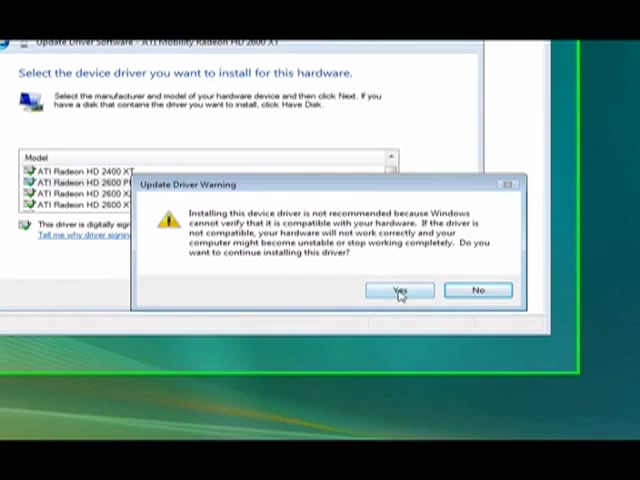 Update Driver Software - ATI Mobility Radeon HD 2600 XT
Select the device driver you want to install for this hardware.
Select the manufacturer and model of your hardware device and then click Next. If you
have a disk that contains the driver you want to install, click Have Disk.
Model
ATI Radeon HD 2400 XT
ATI Radeon HD 2600
ATI Radeon HD 2600
ATI Radeon HD 2600
This driver is digitally
Tell me why driver signing
Update Driver Warning
Installing this device driver is not recommended because Windows
cannot verify that it is compatible with your hardware. If the driver is
not compatible, your hardware will not work correctly and your
computer might become unstable or stop working completely. Do you
want to continue installing this driver?
Yes
No